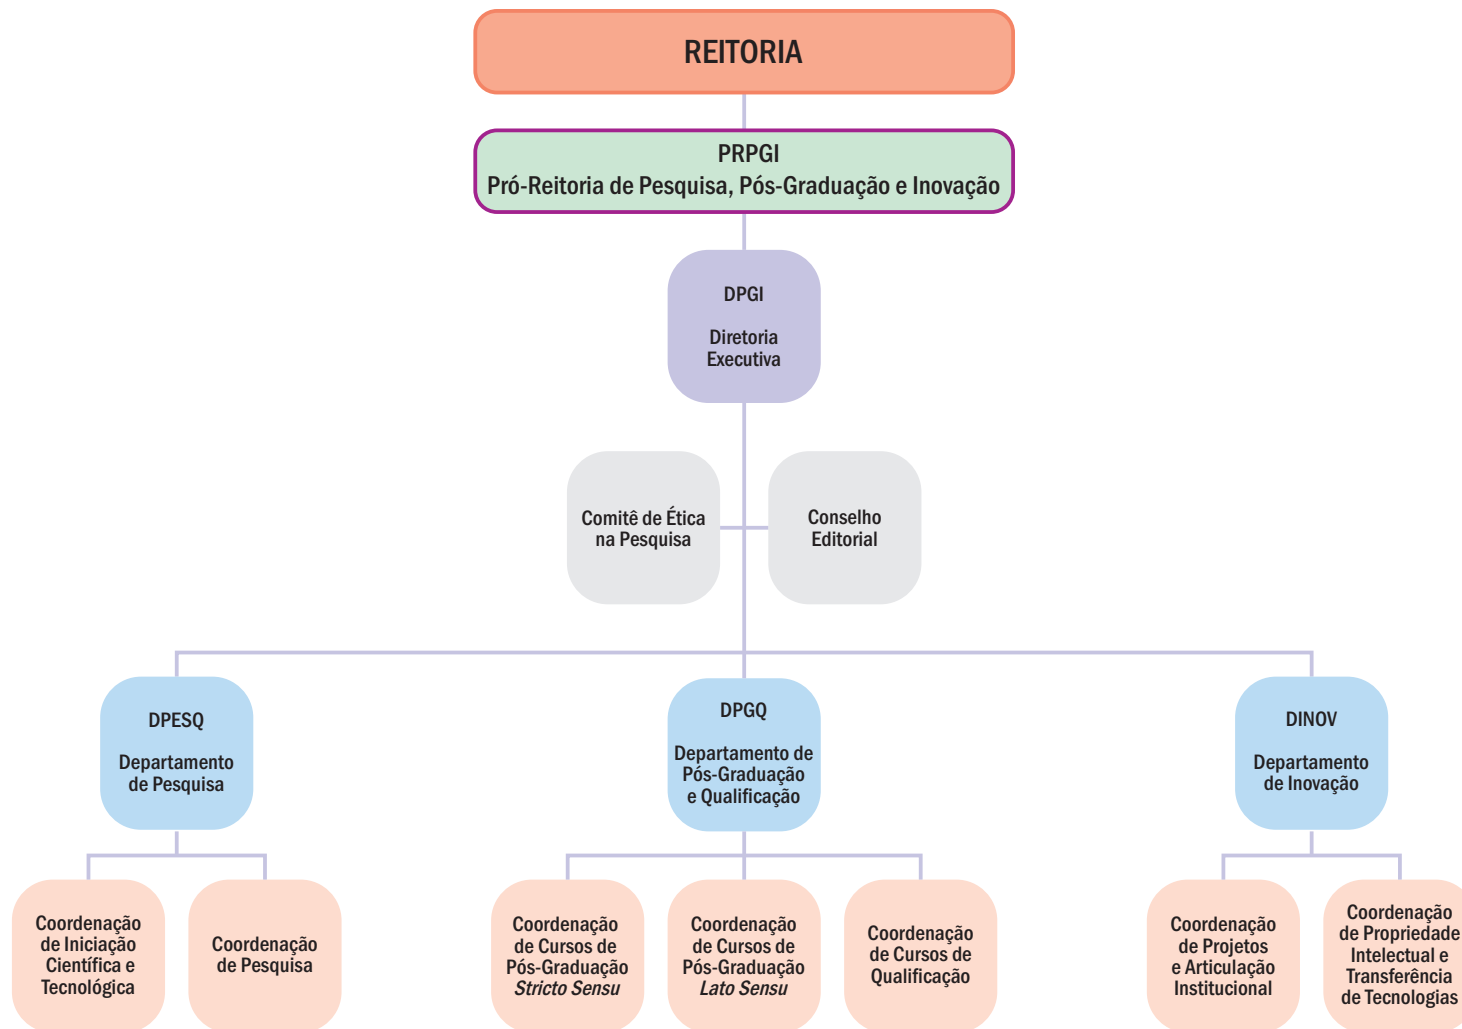 REITORIA
PRPGI
Pró-Reitoria de Pesquisa, Pós-Graduação e Inovação
DPGI
Diretoria
Executiva
Comitê de Ética
na Pesquisa
Conselho
Editorial
DPESQ
Departamento
de Pesquisa
DPGQ
Departamento de
Pós-Graduação
e Qualificação
DINOV
Departamento
de Inovação
Coordenação
de Iniciação
Científica e
Tecnológica
Coordenação
de Pesquisa
Coordenação
de Cursos de
Pós-Graduação
Stricto Sensu
Coordenação
de Cursos de
Pós-Graduação
Lato Sensu
Coordenação
de Cursos de
Qualificação
Coordenação
de Projetos
e Articulação
Institucional
Coordenação
de Propriedade
Intelectual e
Transferência
de Tecnologias